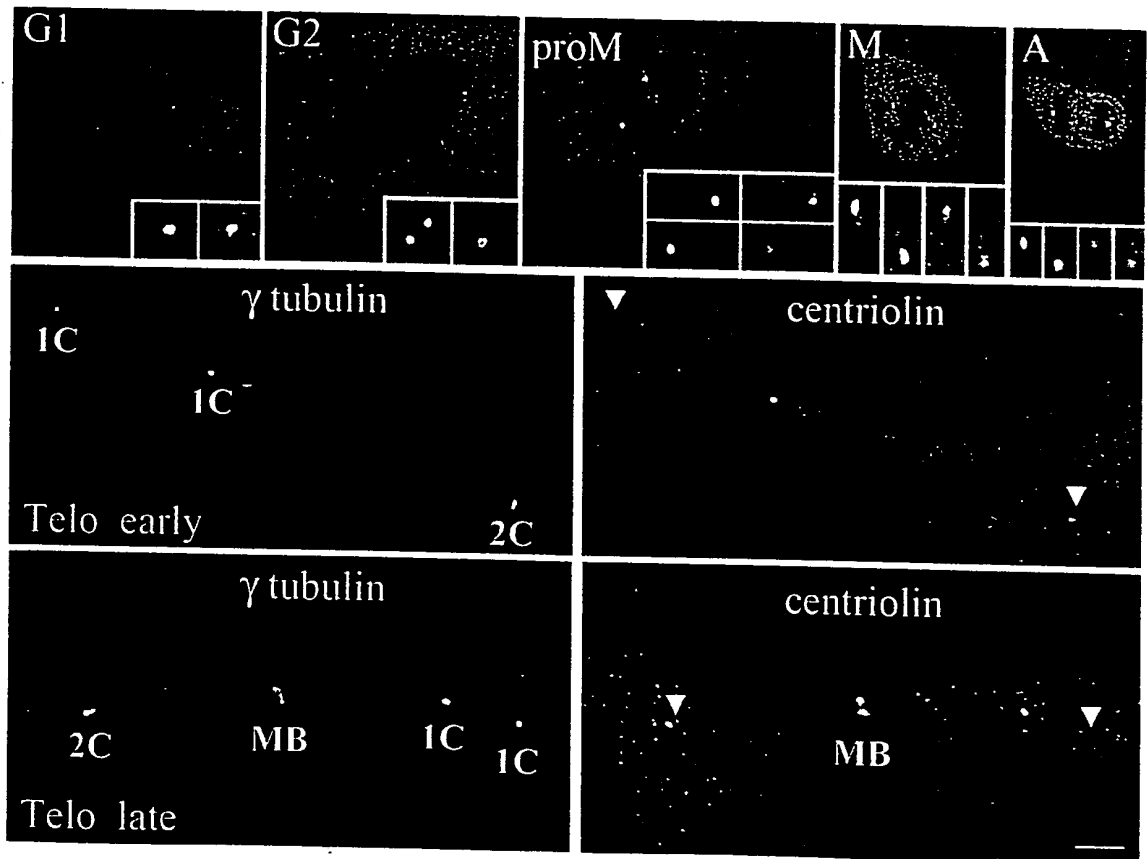 G1
G2
proM
M
A
γ tubulin
1C
1C
2C
Telo early
centriolin
γ tubulin
2C
MB
1C
1C
Telo late
centriolin
MB